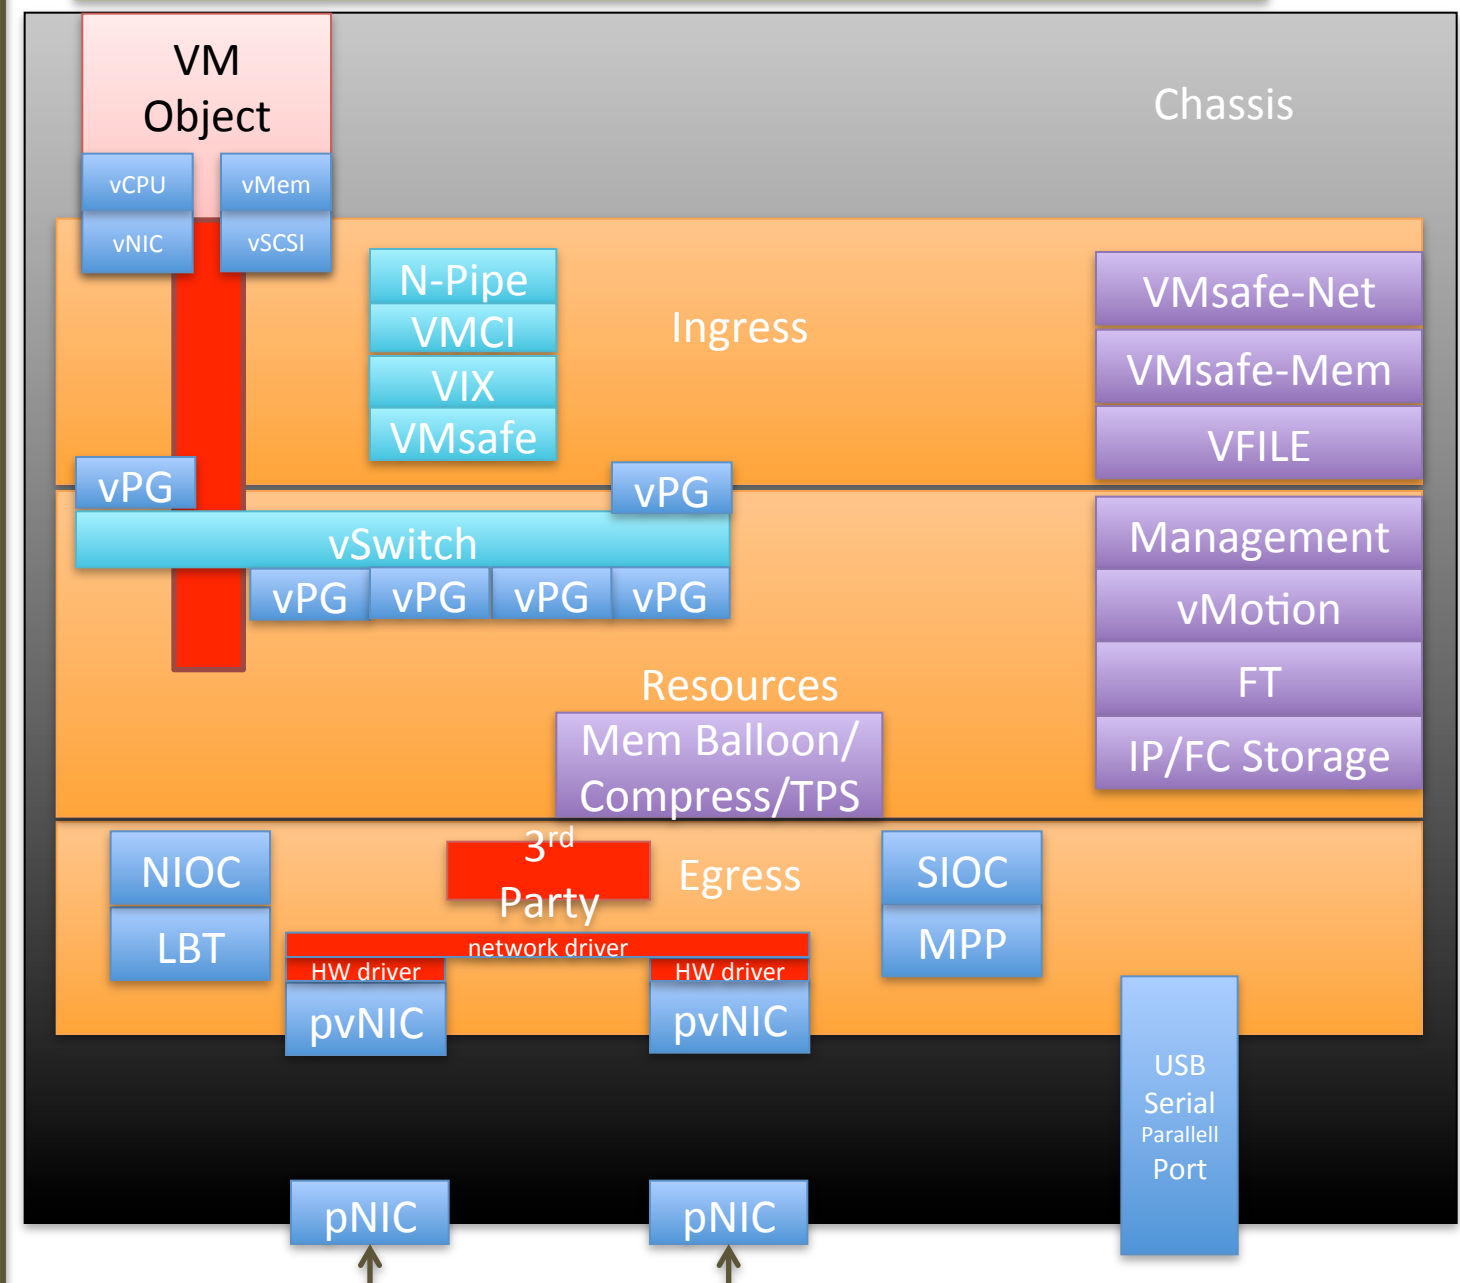 VM
Object
Chassis
vCPU
vMem
vNIC
vSCSI
N-Pipe
VMCI
VIX
VMsafe
Ingress
VMsafe-Net
VMsafe-Mem
VFILE
vPG
vPG
vSwitch
vPG
vPG
vPG
vPG
Management
vMotion
FT
IP/FC Storage
Resources
Mem Balloon/
Compress/TPS
NIOC
LBT
3rd
Party
Egress
SIOC
MPP
network driver
HW driver
HW driver
pvNIC
pvNIC
USB
Serial
Parallell
Port
pNIC
pNIC